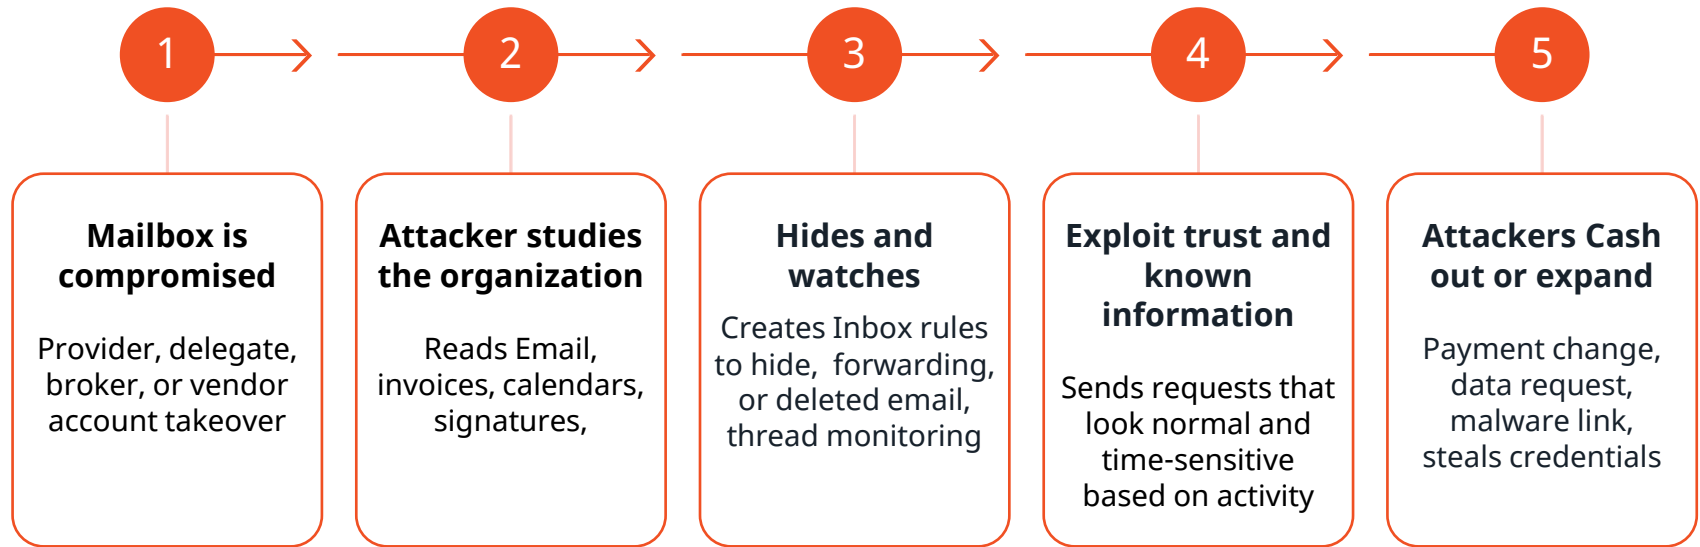 1
2
3
4
5
Mailbox is
compromised
Provider, delegate,
broker, or vendor
account takeover
Attacker studies
the organization
Reads Email,
invoices, calendars,
signatures,
Hides and
watches
Creates Inbox rules
to hide,  forwarding,
or deleted email,
thread monitoring
Exploit trust and
known
information
Sends requests that
look normal and
time-sensitive
based on activity
Attackers Cash
out or expand
Payment change,
data request,
malware link,
steals credentials